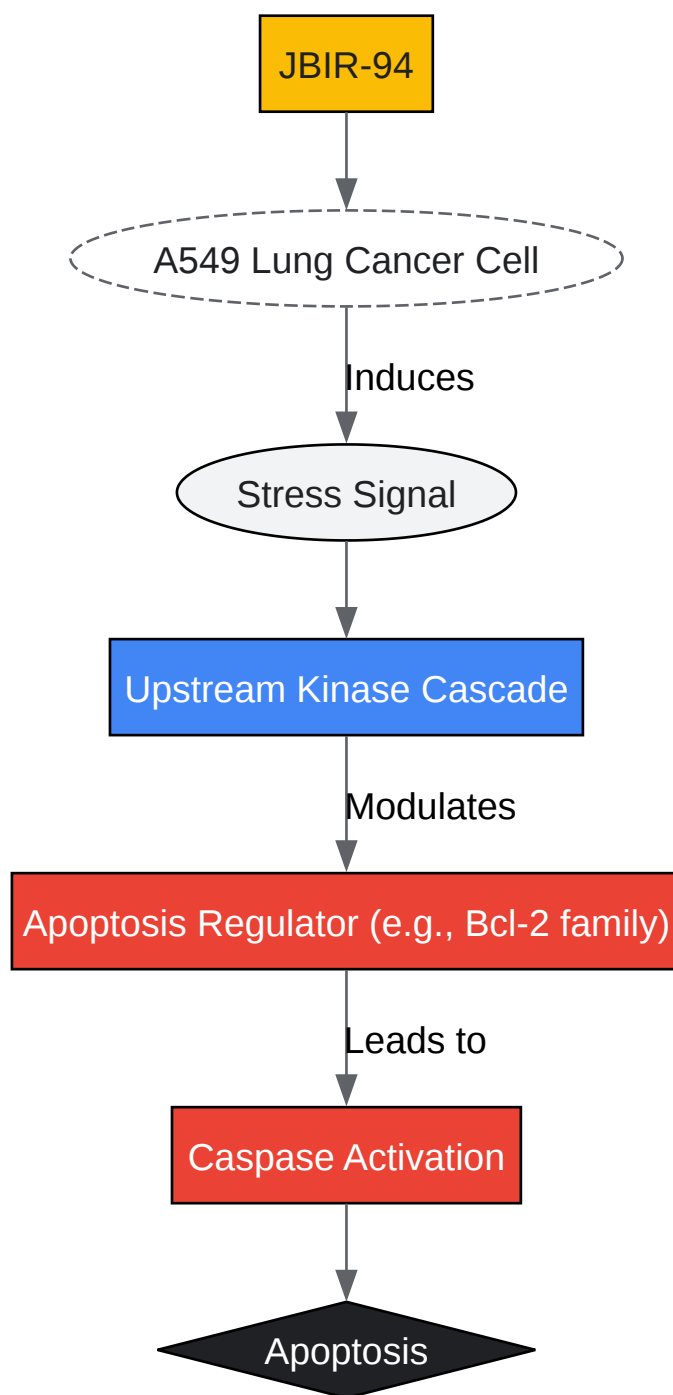 JBIR-94
A549 Lung Cancer Cell
Induces
Stress Signal
Upstream Kinase Cascade
Modulates
Apoptosis Regulator (e.g., Bcl-2 family)
Leads to
Caspase Activation
Apoptosis